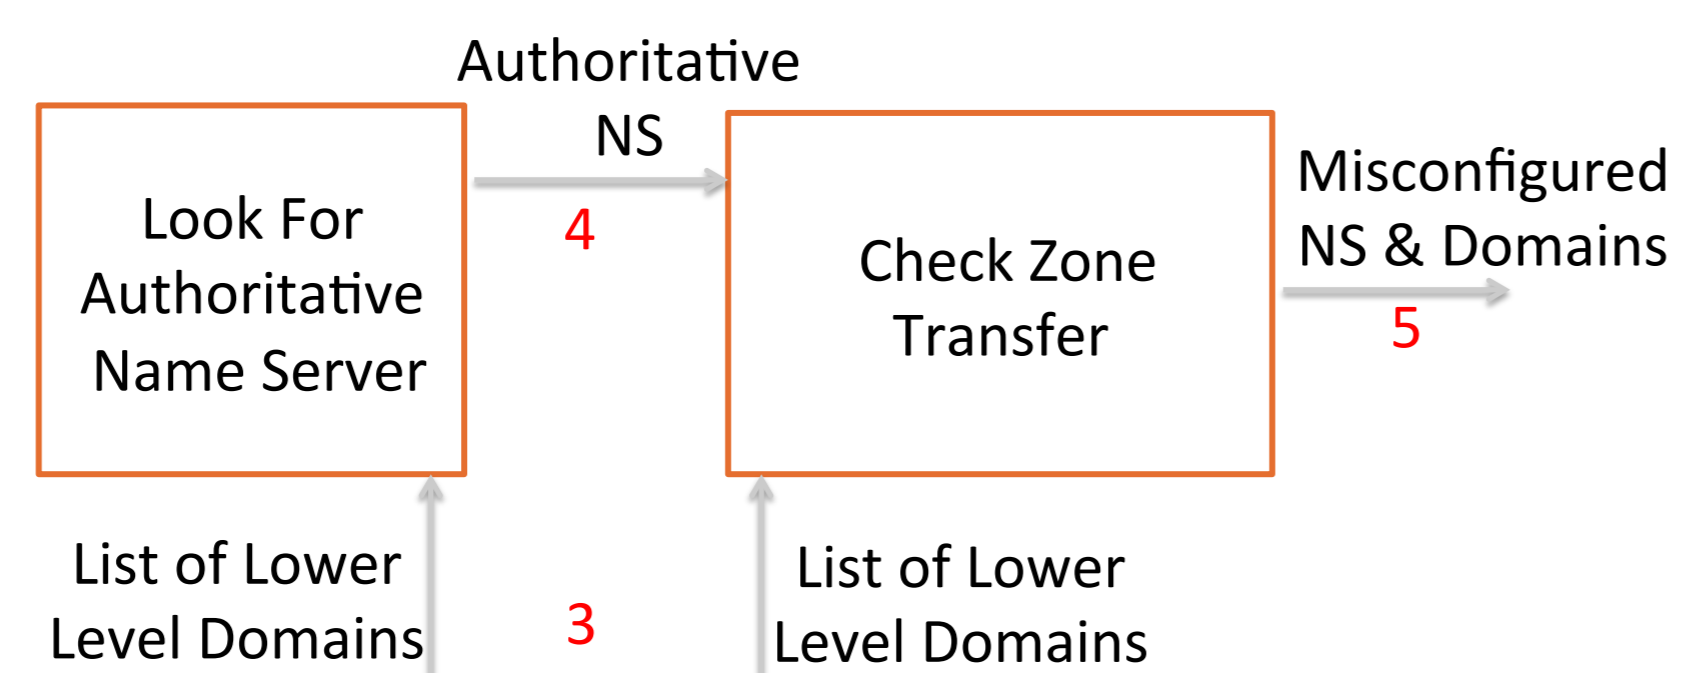 Authoritative
NS
4
Look For
Authoritative
Name Server
Check Zone
Transfer
Misconfigured
NS & Domains
5
List of Lower
Level Domains
3
List of Lower
Level Domains